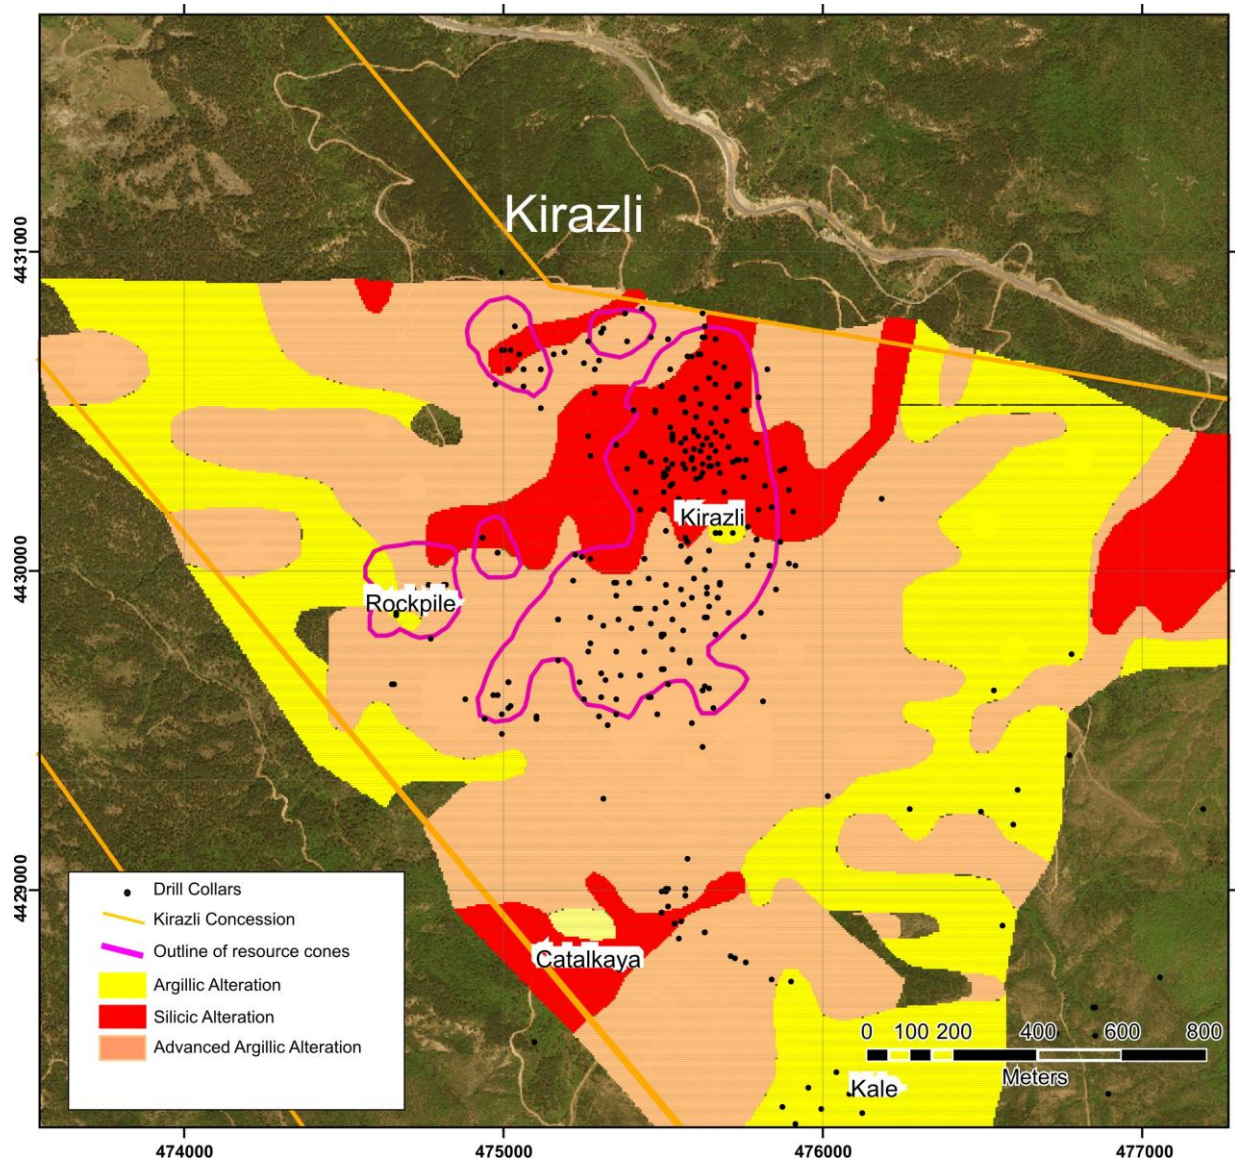 Kirazli
4431000
4430000
4429000
Kirazli
Rockpile
Catalkaya
Kale
Drill Collars
Kirazli Concession
Outline of resource cones
Argillic Alteration
Silicic Alteration
Advanced Argillic Alteration
0 100 200 400 600 800
Meters
474000 475000 476000 477000